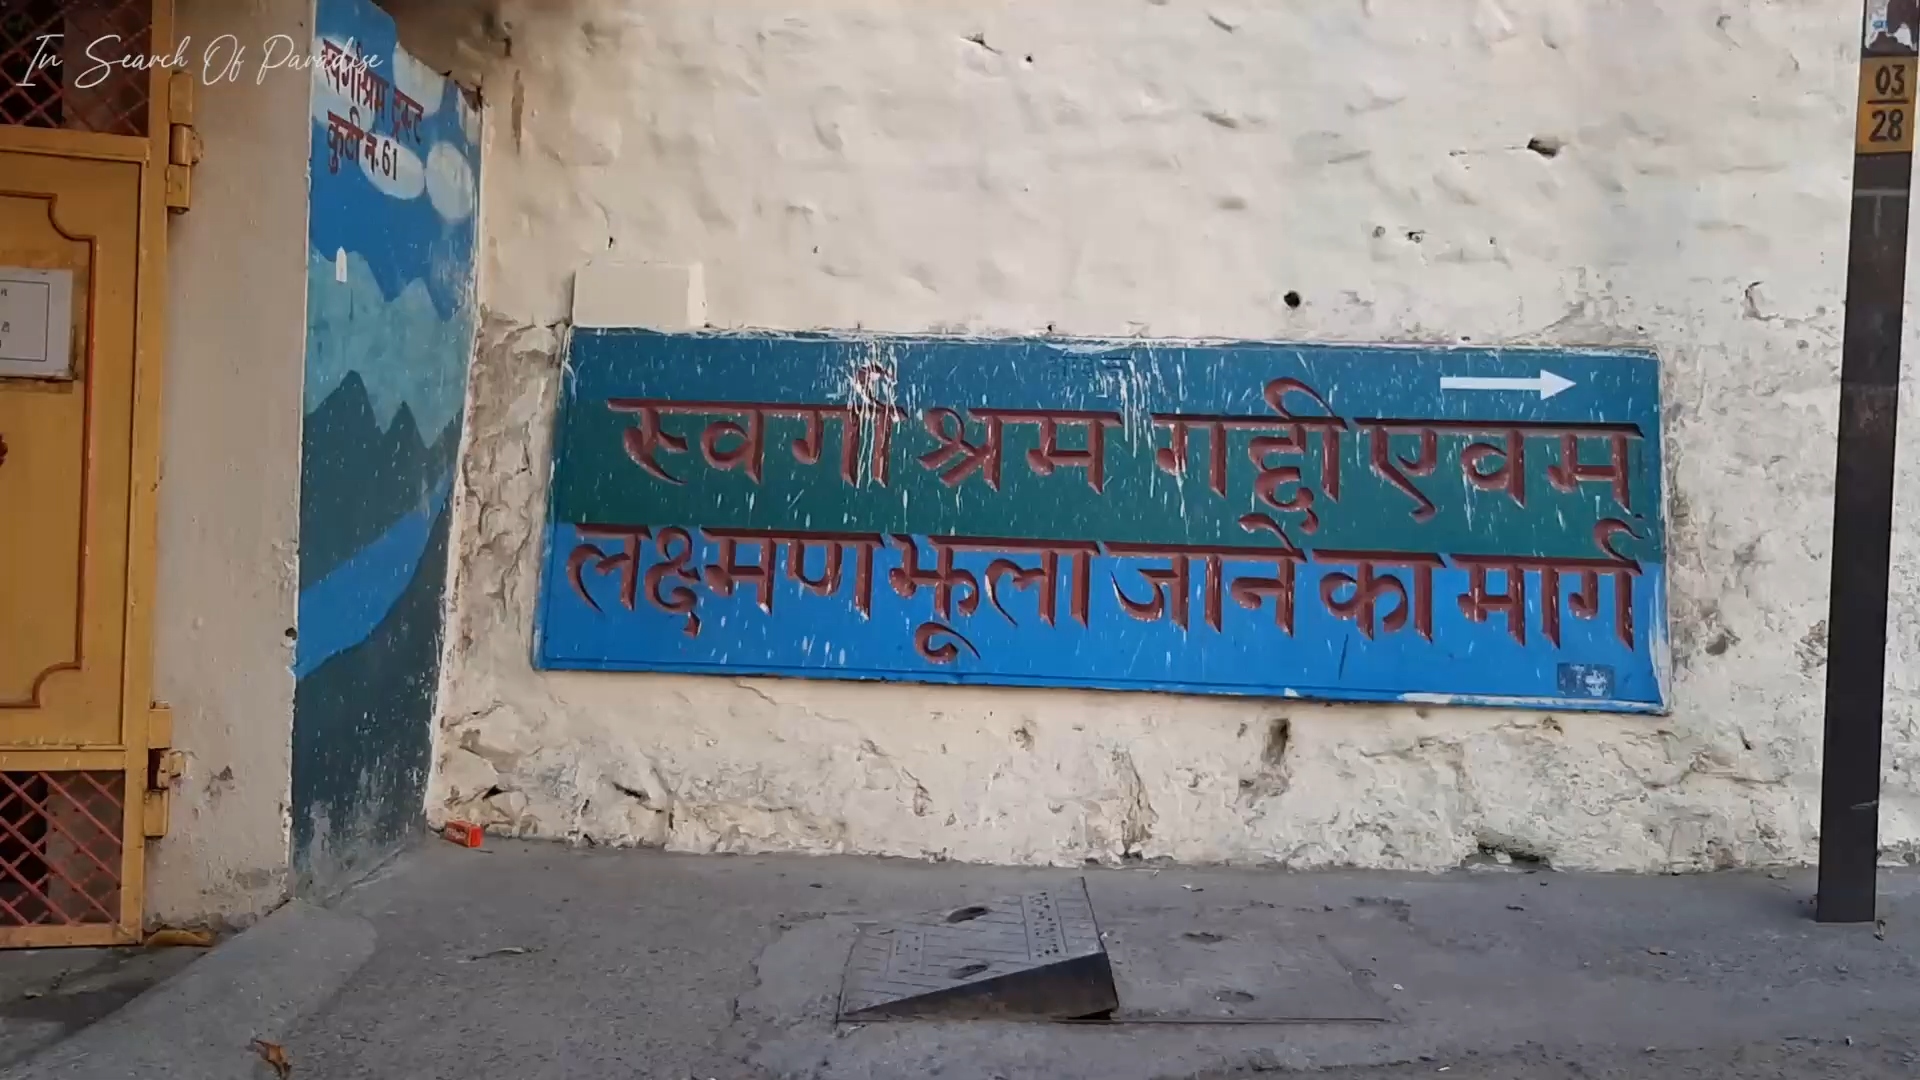 In Search Of Paradise
स्वर्गाश्रम ट्रस्ट
कुटी न. 61
स्वर्गाश्रम गद्दी एवम
लक्ष्मण झूला जाने का मार्ग
03
28